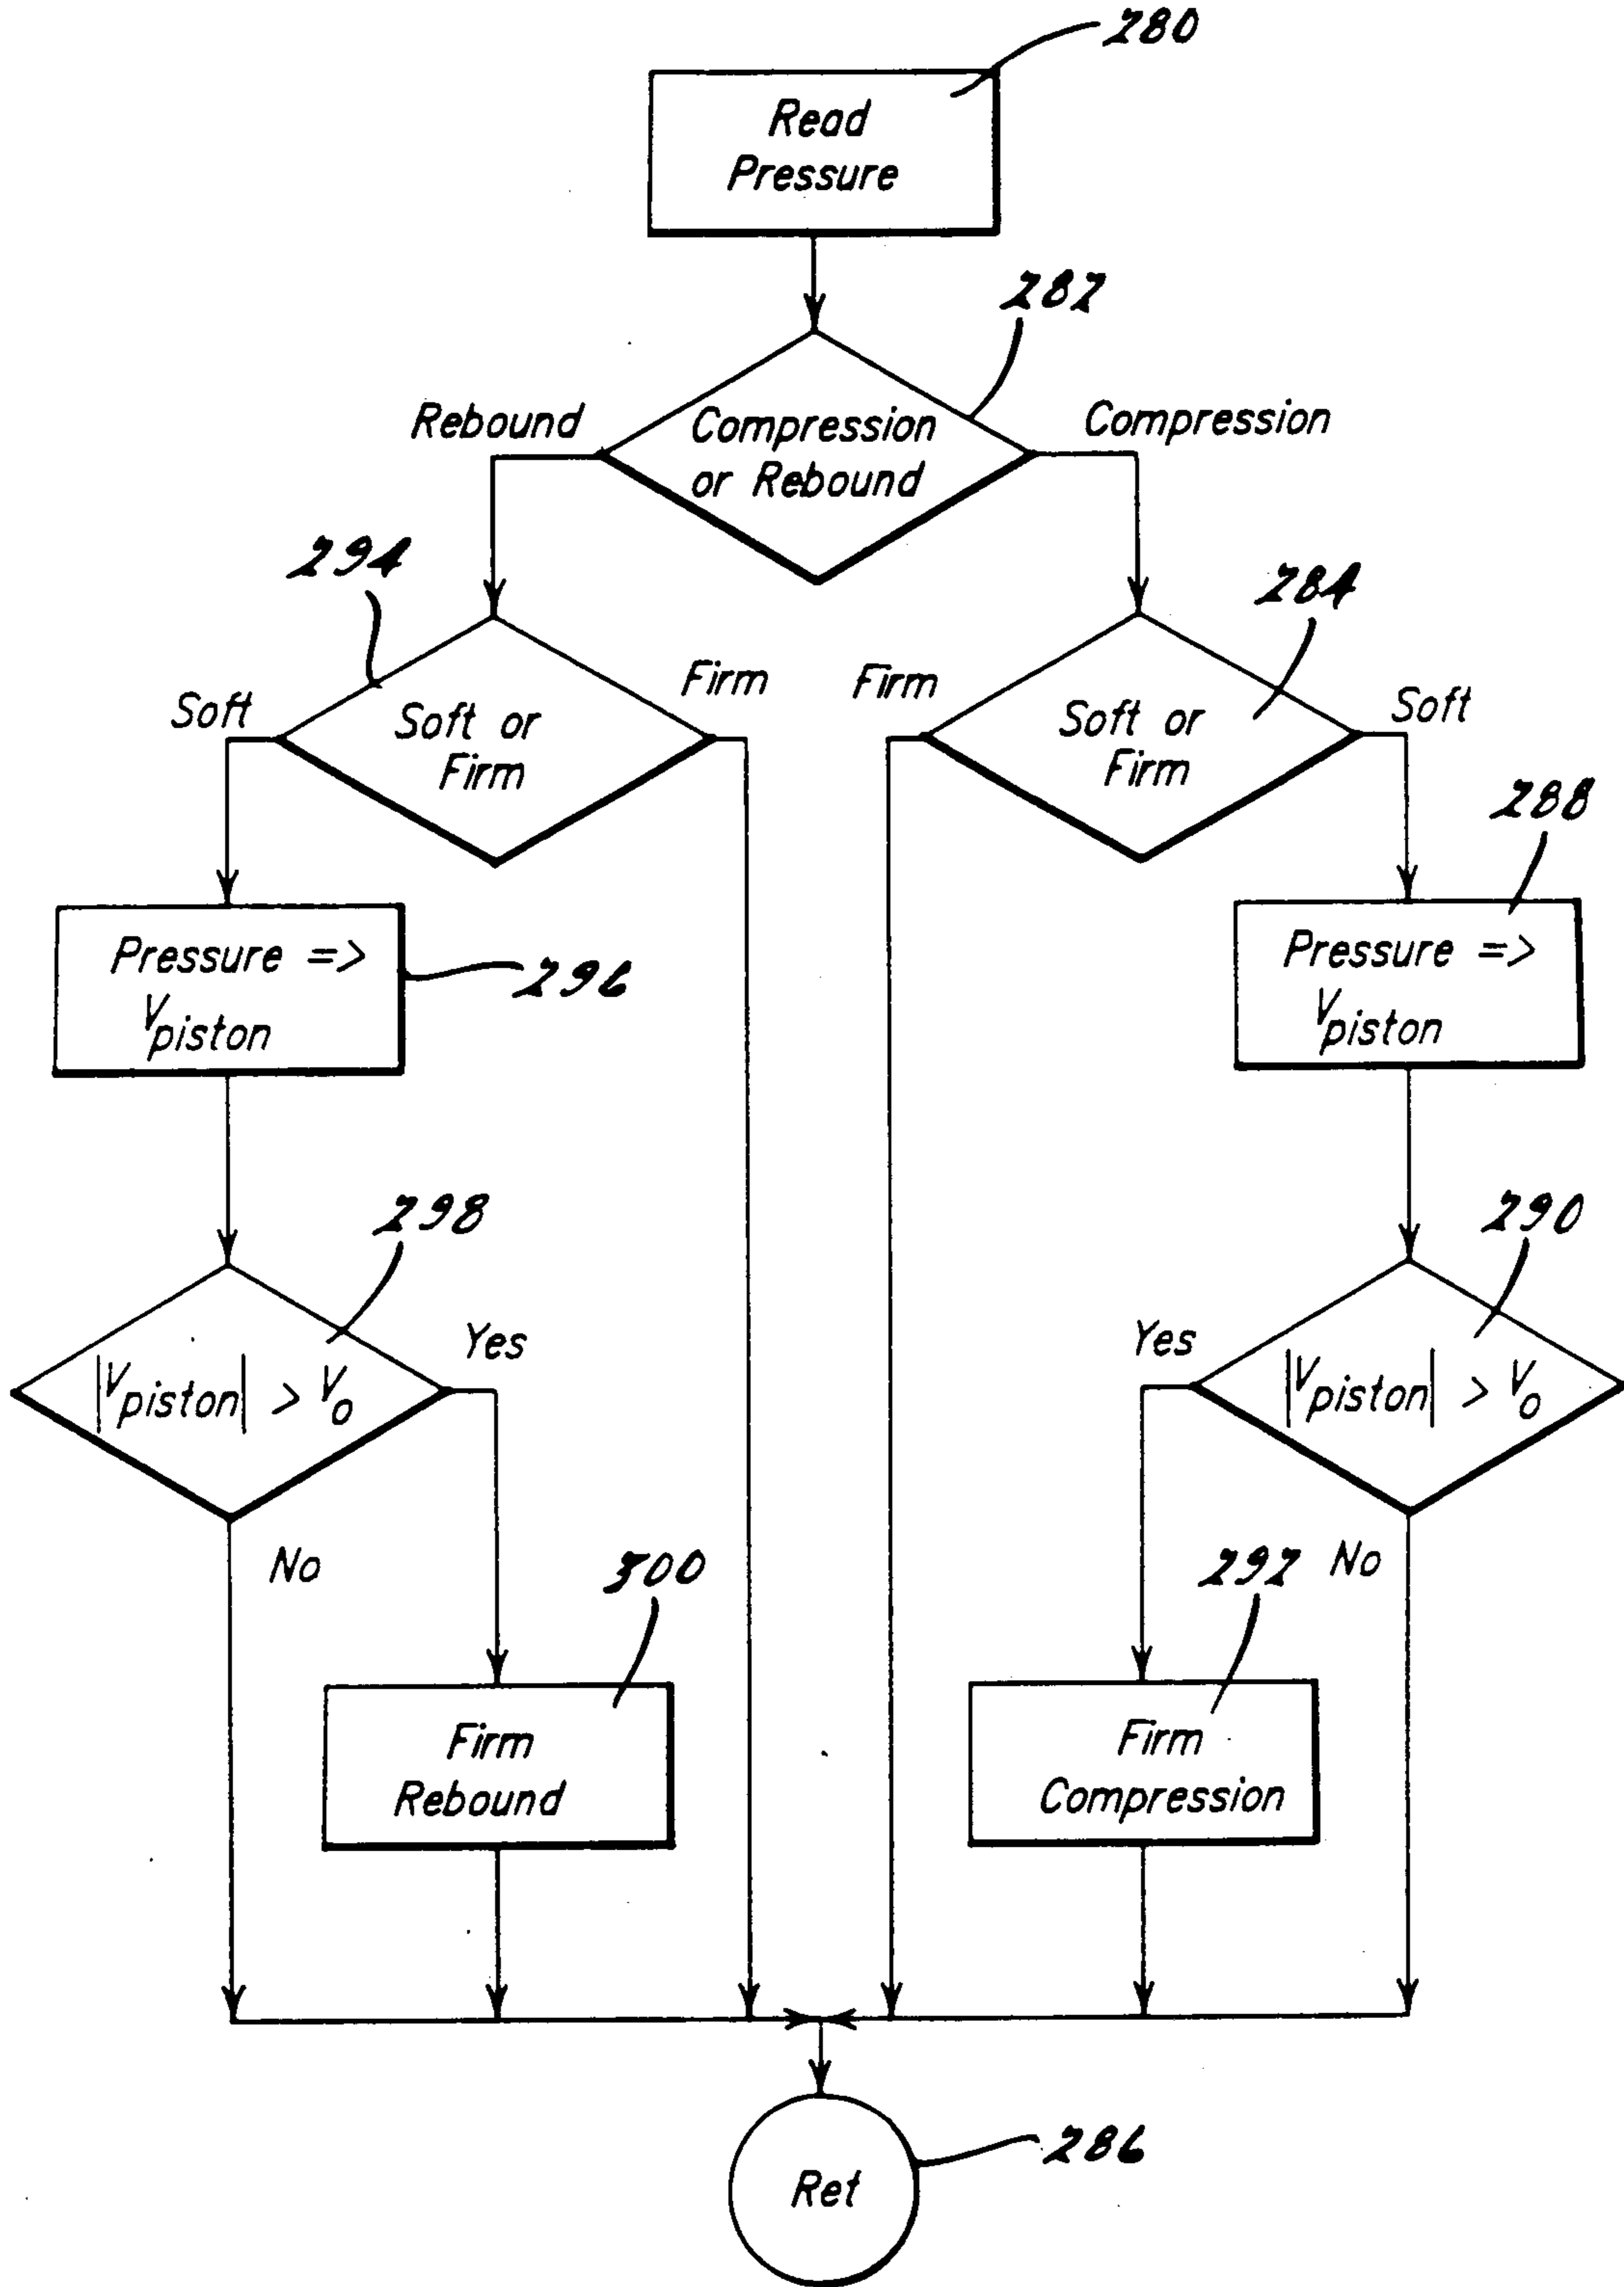 280
Read
Pressure
282
Rebound
Compression
or Rebound
Compression
294
284
Soft
Soft or
Firm
Firm
Firm
Soft or
Firm
Soft
288
Pressure =>
Vpiston
296
Pressure =>
Vpiston
298
290
|Vpiston| > Vo
Yes
No
Yes
|Vpiston| > Vo
No
300
292
Firm
Rebound
Firm
Compression
Ret
286